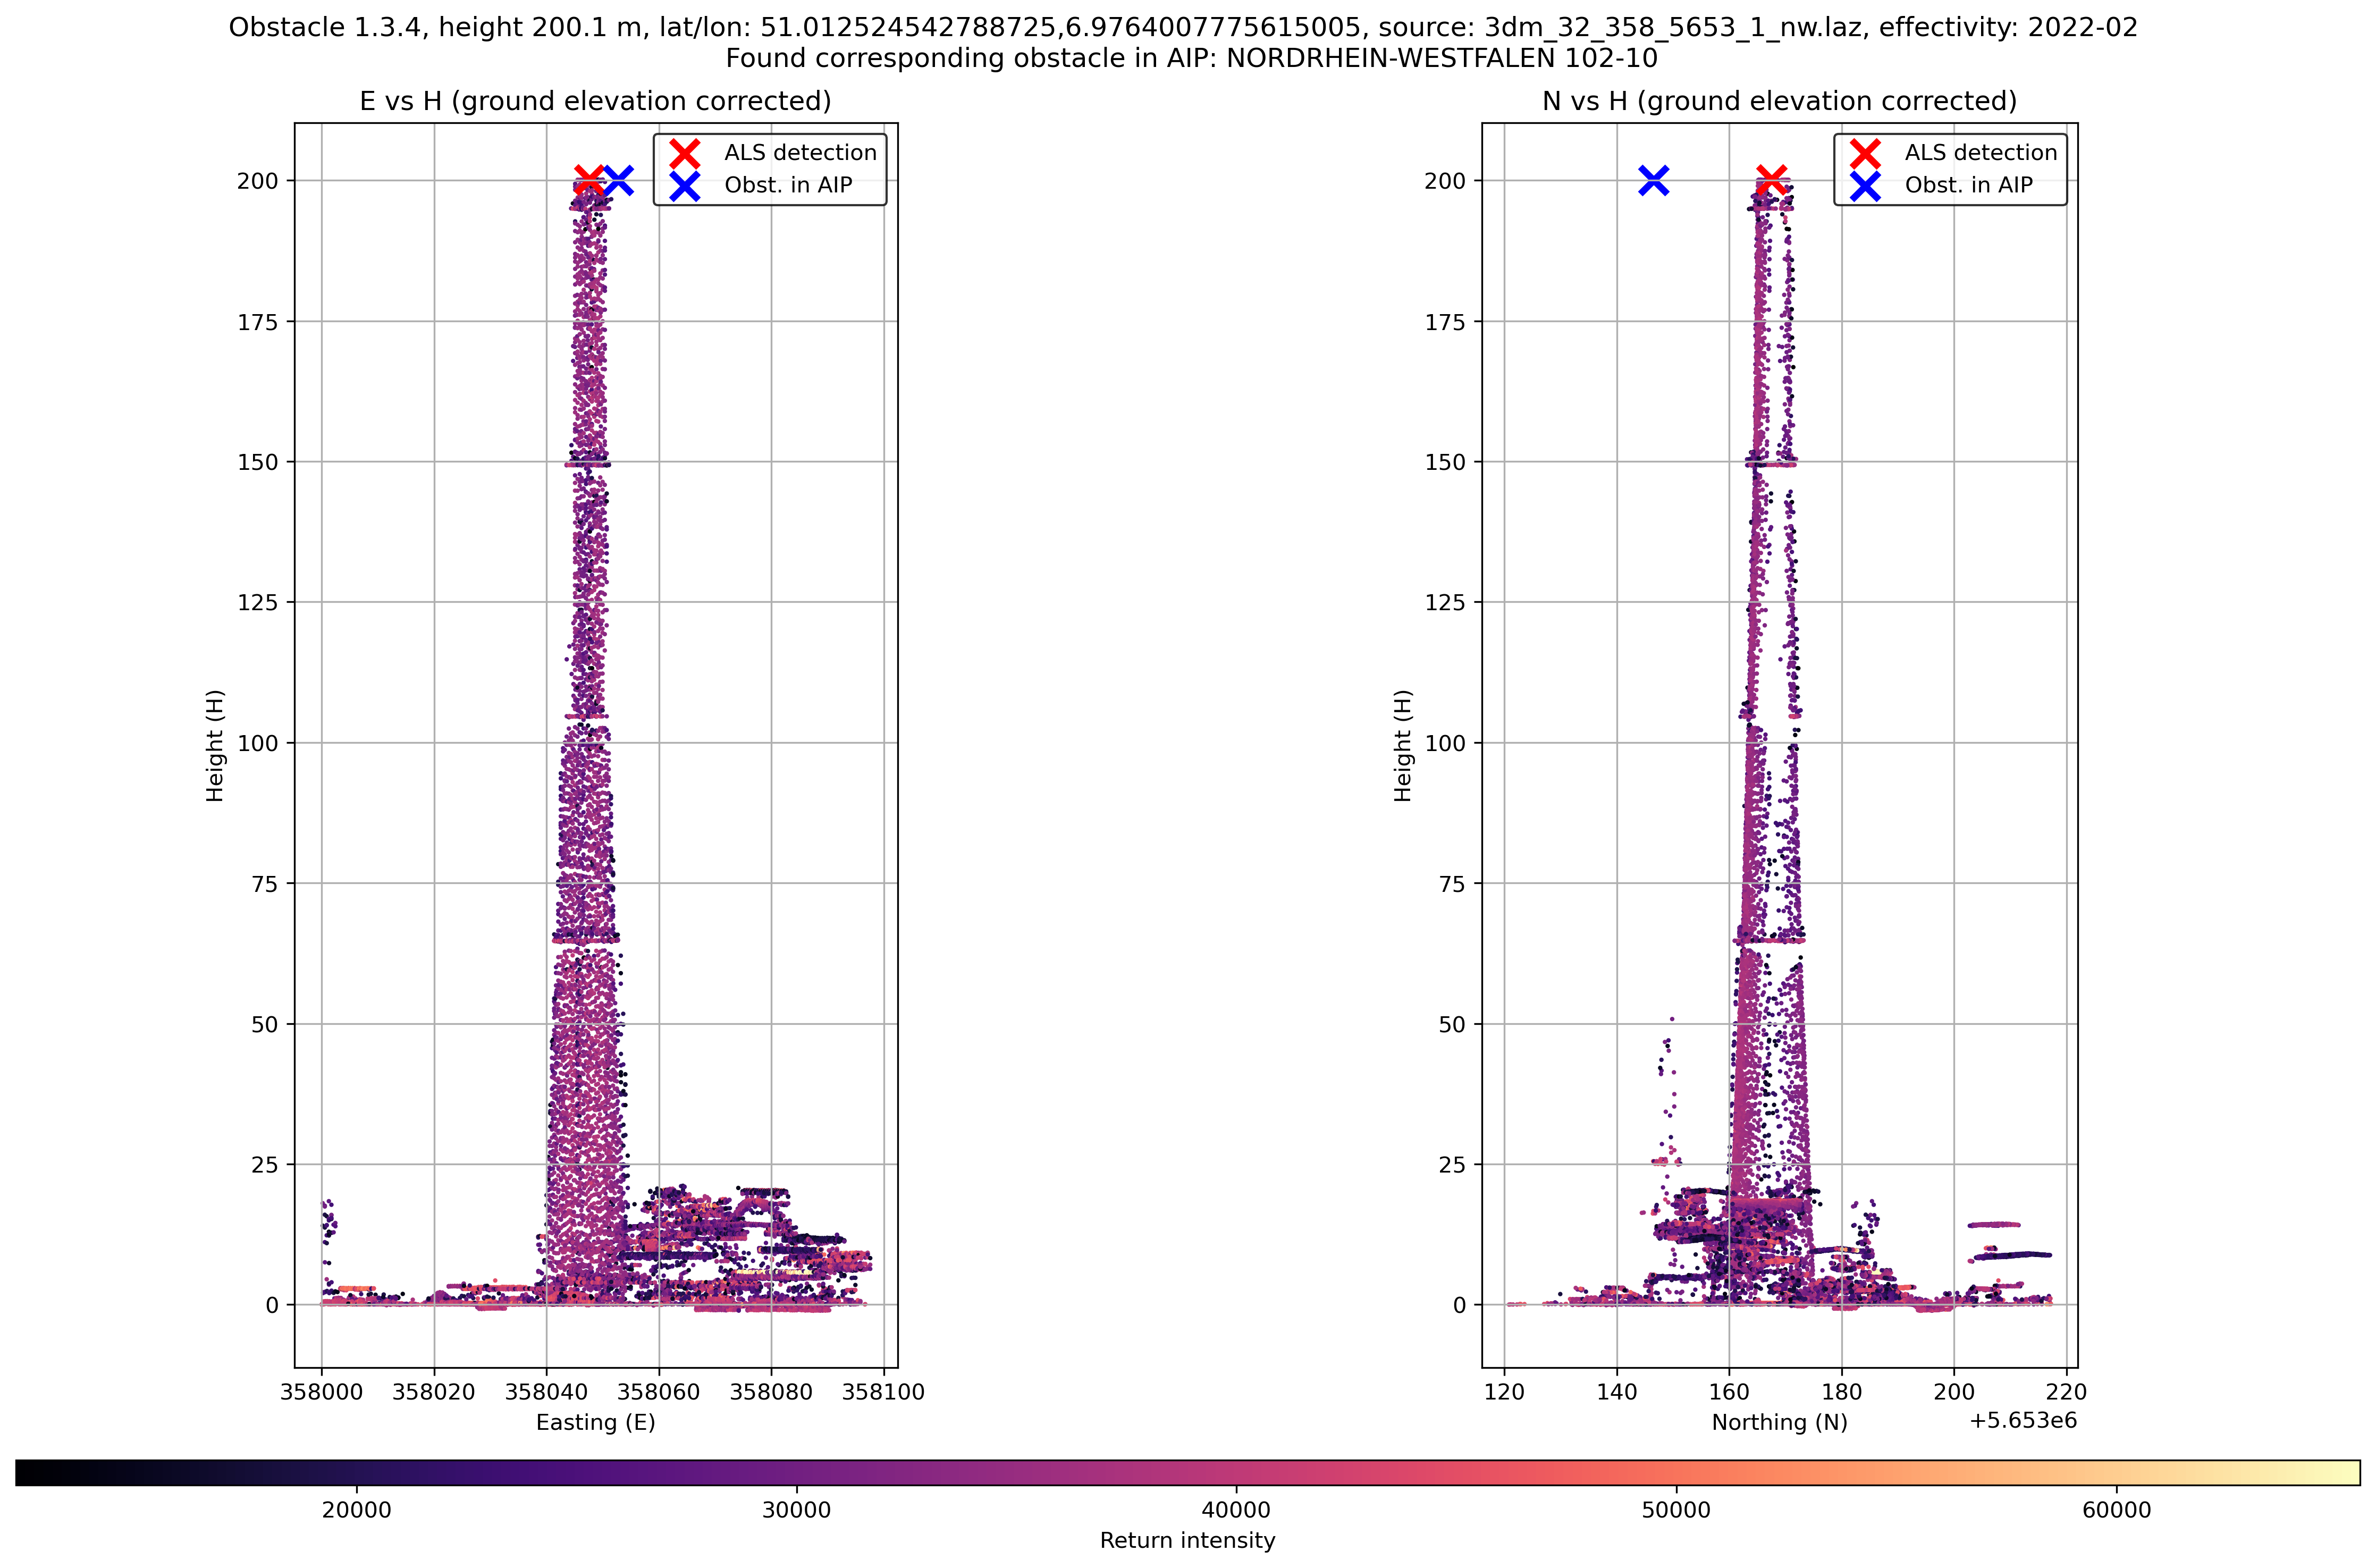 Obstacle 1.3.4, height 200.1 m, lat/lon: 51.012524542788725,6.9764007775615005, source: 3dm_32_358_5653_1_nw.laz, effectivity: 2022-02
Found corresponding obstacle in AIP: NORDRHEIN-WESTFALEN 102-10
E vs H (ground elevation corrected)
ALS detection
Obst. in AIP
200
175
150
125
100
75
50
25
0
Height (H)
358000 358020 358040 358060 358080 358100
Easting (E)
N vs H (ground elevation corrected)
ALS detection
Obst. in AIP
200
175
150
125
100
75
50
25
0
Height (H)
120 140 160 180 200 220
Northing (N)
+5.653e6
20000 30000 40000 50000 60000
Return intensity